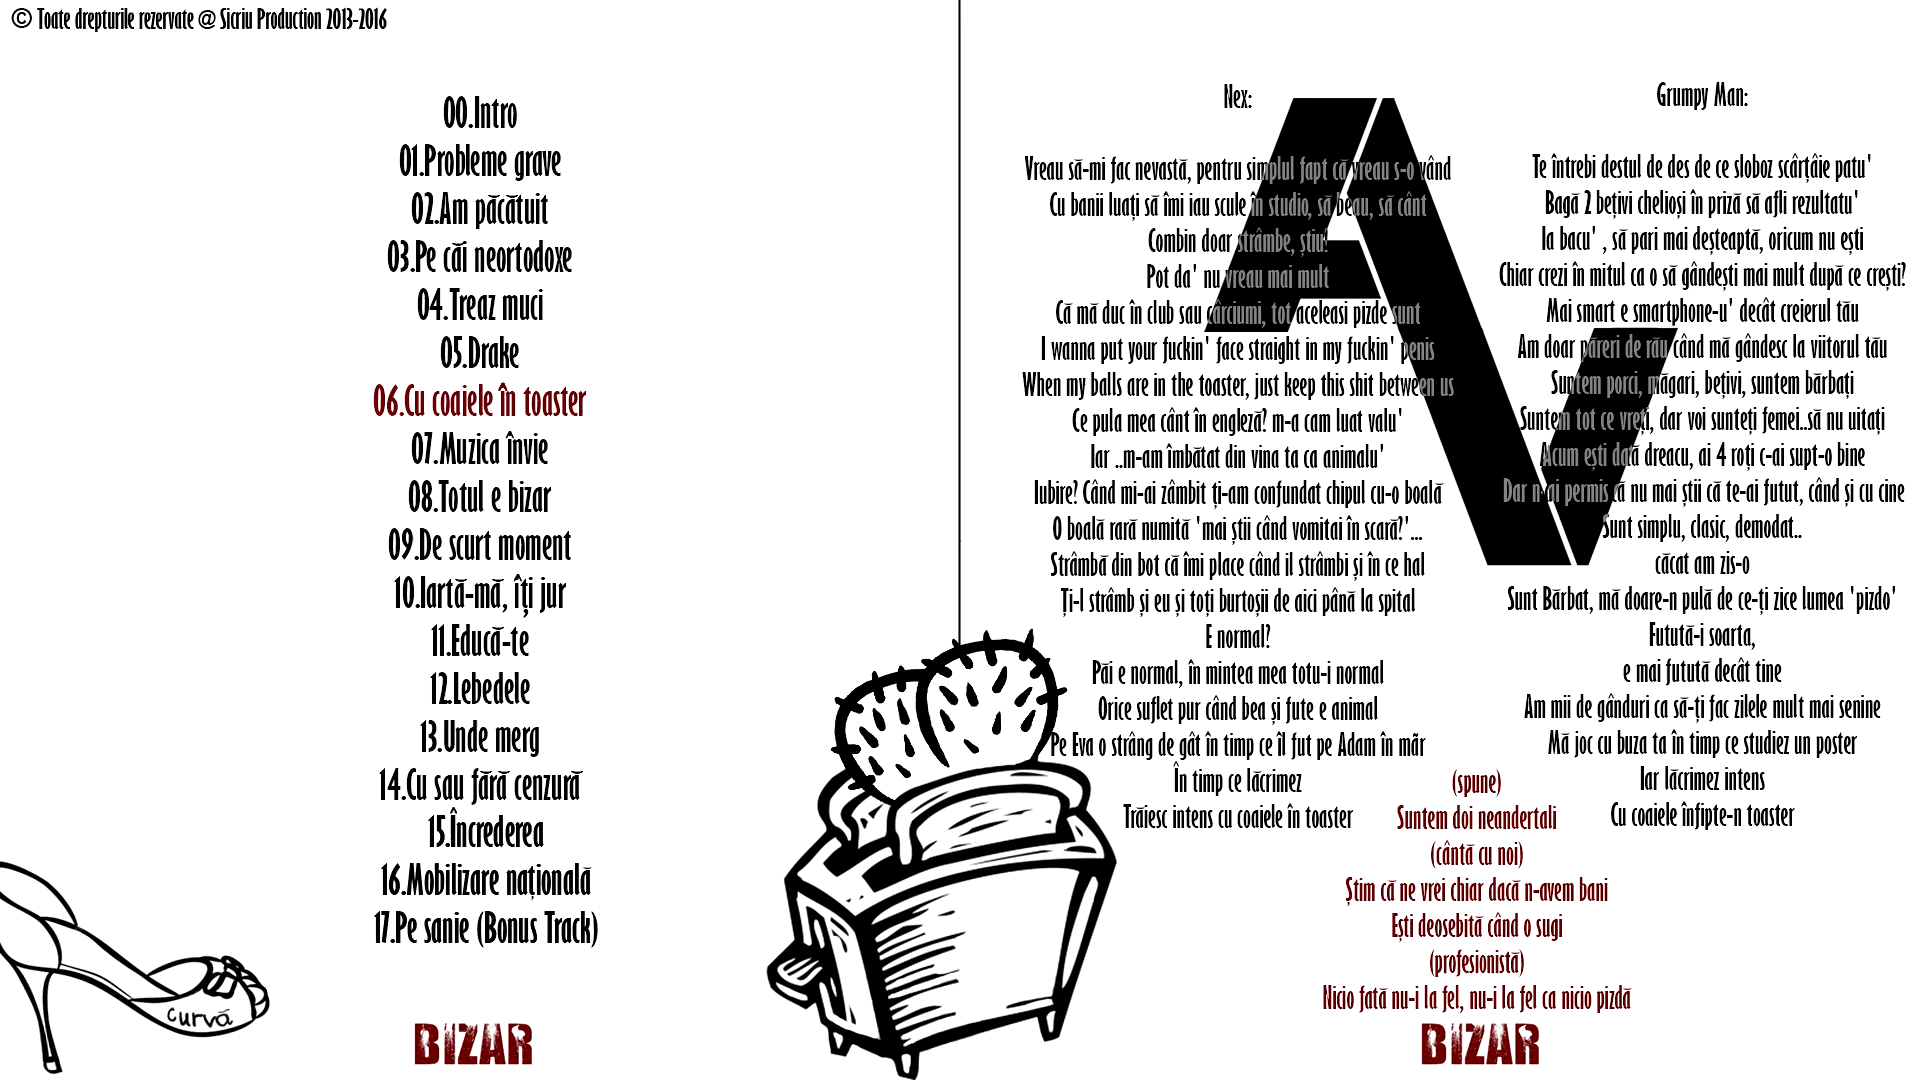 © Toate drepturile rezervate @ Sicriu Production 2013-2016
00.Intro
01.Probleme grave
02.Am păcătuit
03.Pe căi neortodoxe
04.Treaz muci
05.Drake
06.Cu coaiele în toaster
07.Muzica învie
08.Totul e bizar
09.De scurt moment
10.Iartă-mă, îți jur
11.Educă-te
12.Lebedele
13.Unde merg
14.Cu sau fără cenzură
15.Încrederea
16.Mobilizare națională
17.Pe sanie (Bonus Track)
curvă
BIZAR
Nex:
Vreau să-mi fac nevastă, pentru simplul fapt că vreau s-o vând
Cu banii luați să îmi iau scule în studio, să beau, să cânt
Combin doar strâmbe, știu!
Pot da' nu vreau mai mult
Că mă duc în club sau cârciumi, tot aceleasi pizde sunt
I wanna put your fuckin' face straight in my fuckin' penis
When my balls are in the toaster, just keep this shit between us
Ce pula mea cânt în engleză? m-a cam luat valu'
Iar ..m-am îmbătat din vina ta ca animalu'
Iubire? Când mi-ai zâmbit ți-am confundat chipul cu-o boală
O boală rară numită 'mai știi când vomitai în scară?'...
Strâmbă din bot că îmi place când il strâmbi și în ce hal
Ți-l strâmb și eu și toți burtoșii de aici până la spital
E normal?
Păi e normal, în mintea mea totu-i normal
Orice suflet pur când bea și fute e animal
Pe Eva o strâng de gât în timp ce îl fut pe Adam în măr
În timp ce lăcrimez
Trăiesc intens cu coaiele în toaster
Grumpy Man:
Te întrebi destul de des de ce sloboz scârțâie patu'
Bagă 2 bețivi chelioși în priză să afli rezultatu'
Ia bacu' , să pari mai deșteaptă, oricum nu ești
Chiar crezi în mitul ca o să gândești mai mult după ce crești?
Mai smart e smartphone-u' decât creierul tău
Am doar păreri de rău când mă gândesc la viitorul tău
Suntem porci, măgari, bețivi, suntem bărbați
Suntem tot ce vreți, dar voi sunteți femei..să nu uitați
Acum ești dată dreacu, ai 4 roți c-ai supt-o bine
Dar n-ai permis că nu mai știi că te-ai futut, când și cu cine
Sunt simplu, clasic, demodat..
căcat am zis-o
Sunt Bărbat, mă doare-n pulă de ce-ți zice lumea 'pizdo'
Fututa-i soarta,
e mai futută decât tine
Am mii de gânduri ca să-ți fac zilele mult mai senine
Mă joc cu buza ta în timp ce studiez un poster
Iar lăcrimez intens
Cu coaiele înfipte-n toaster
(spune)
Suntem doi neandertali
(cântă cu noi)
Știm că ne vrei chiar dacă n-avem bani
Ești deosebită când o sugi
(profesionistă)
Nicio fată nu-i la fel, nu-i la fel ca nicio pizdă
BIZAR